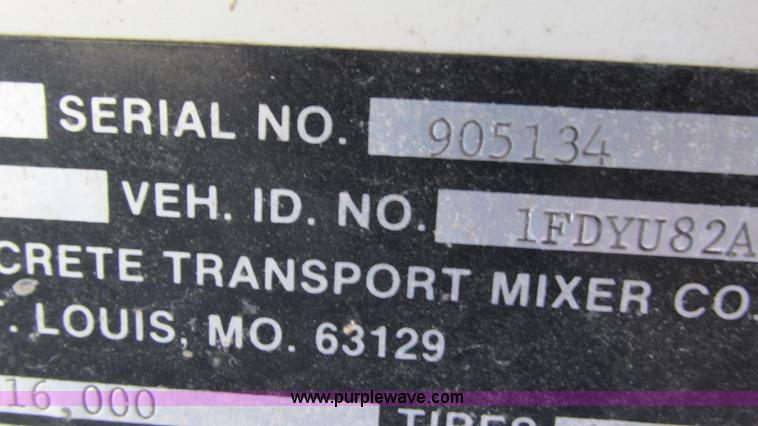 SERIAL NO. 905134
VEH. ID. NO. 1FDYU82A
CRETE TRANSPORT MIXER CO.
T. LOUIS, MO. 63129
16,000 TIRES
www.purplewave.com